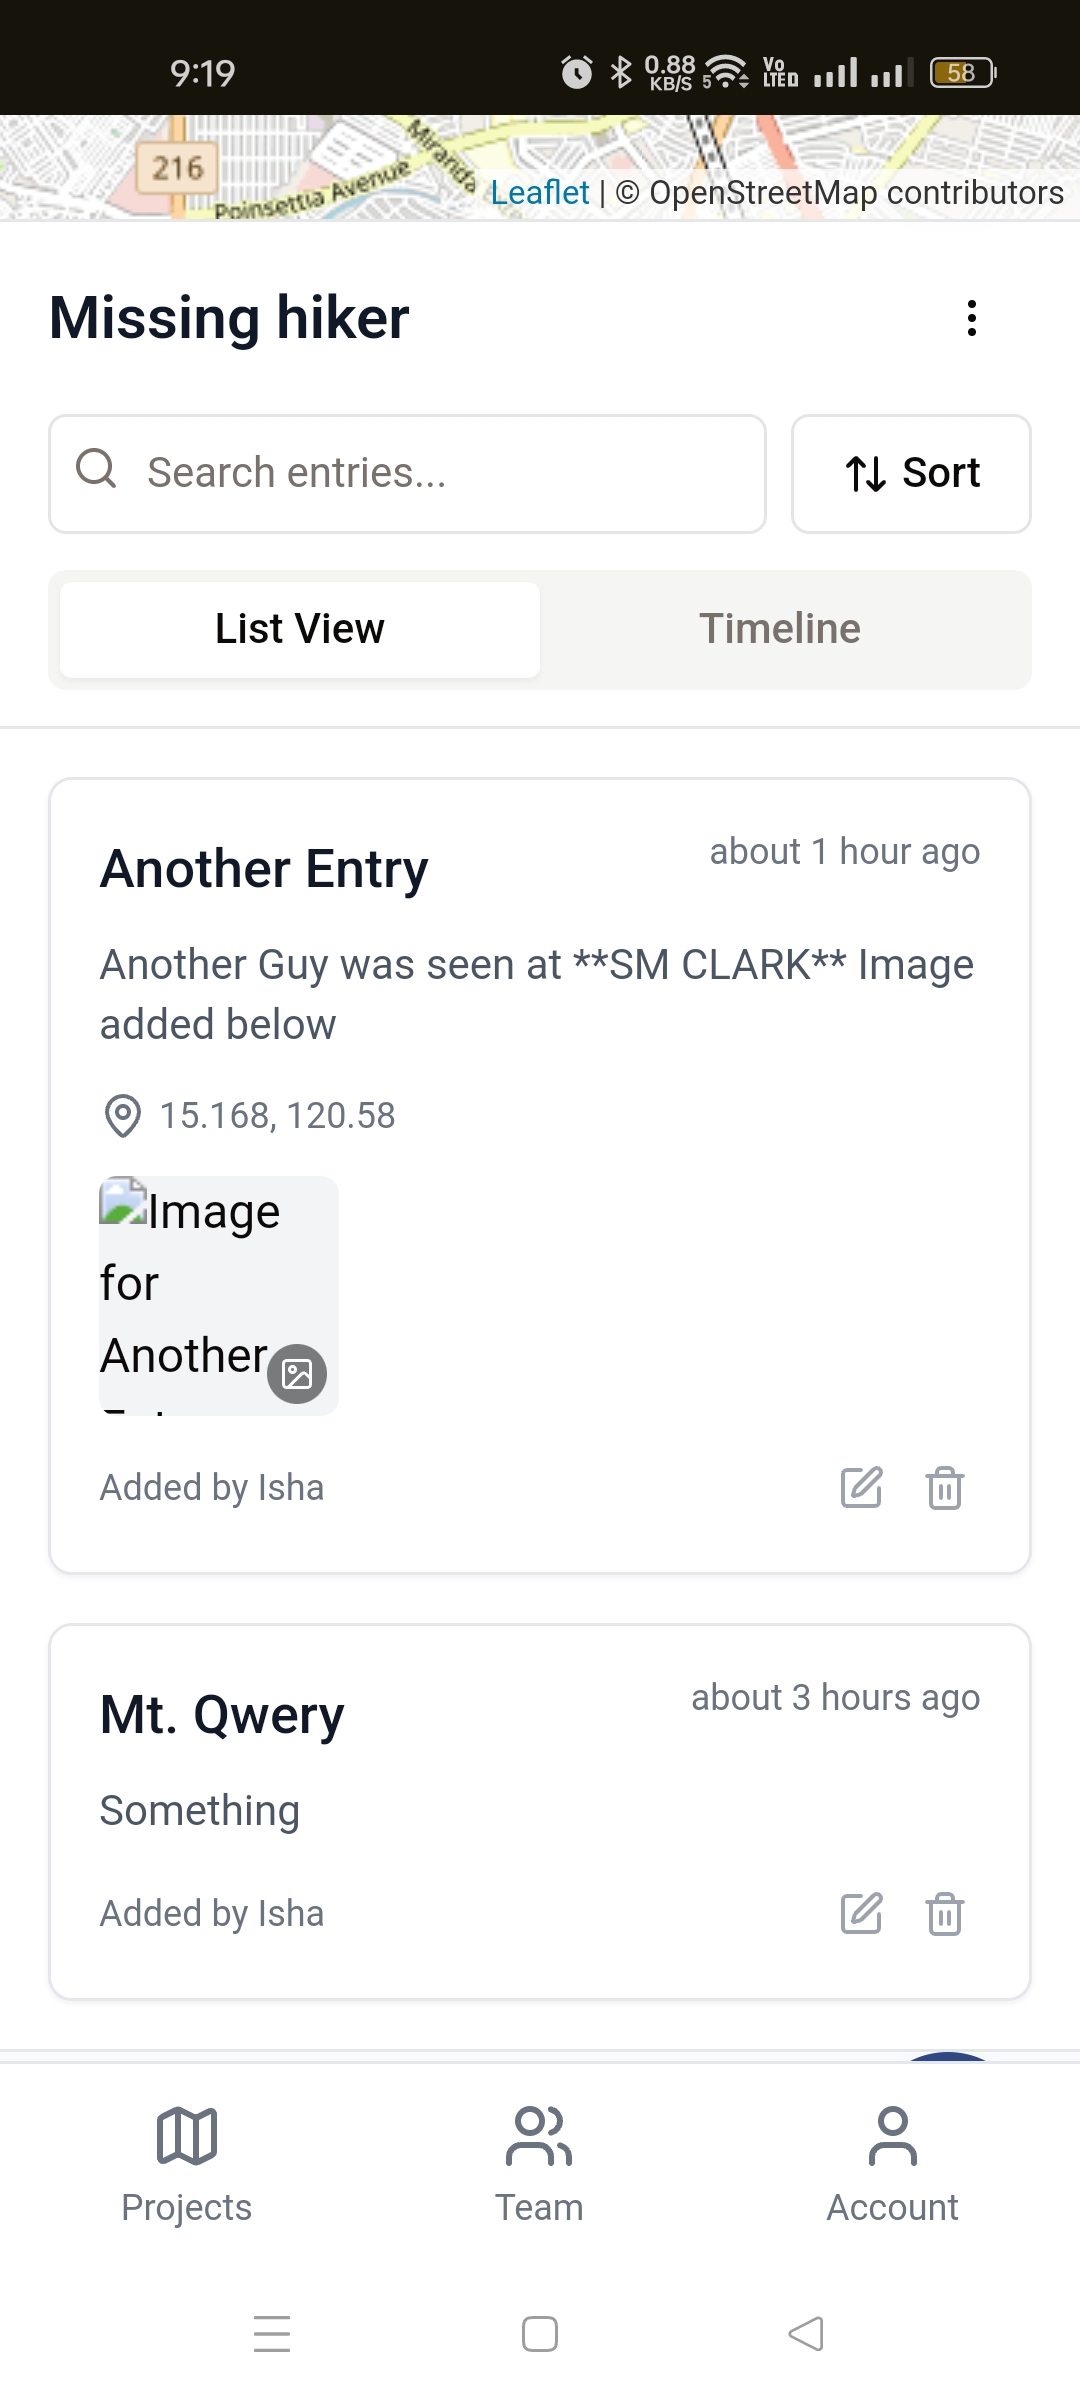 9:19
0.88
KB/S
5
Vo
LTED
58
216
Miranda
Poinsettia Avenue
Leaflet | © OpenStreetMap contributors
Missing hiker
Search entries...
Sort
List View
Timeline
Another Entry
about 1 hour ago
Another Guy was seen at **SM CLARK** Image
added below
15.168, 120.58
Image
for
Another
Added by Isha
Mt. Qwery
about 3 hours ago
Something
Added by Isha
Projects
Team
Account